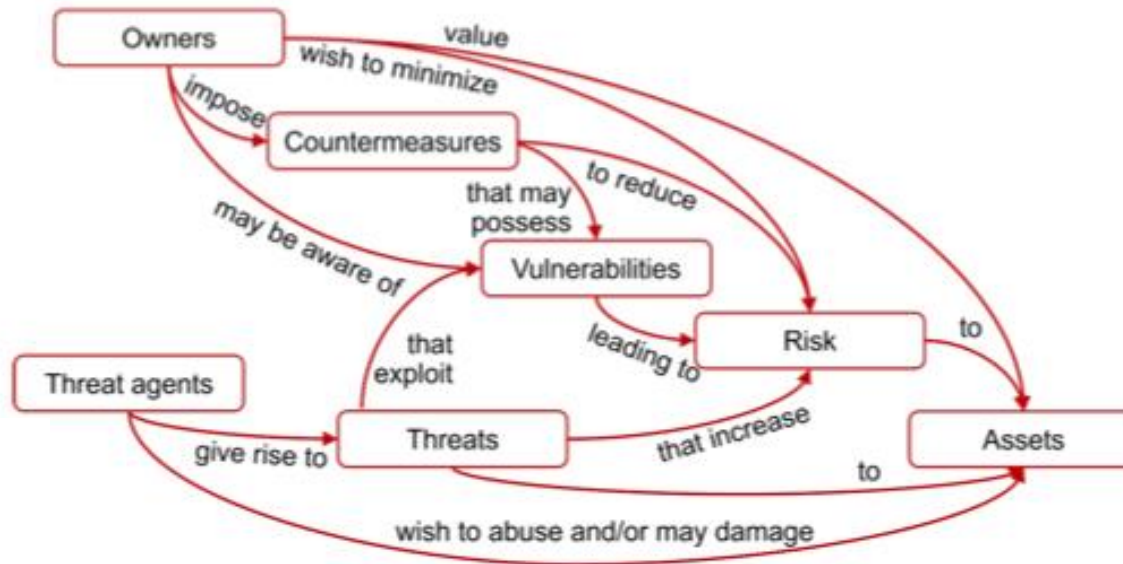 Owners
value
wish to minimize
impose
Countermeasures
to reduce
that may
possess
may be aware of
Vulnerabilities
leading to
Risk
to
that
exploit
Threat agents
give rise to
Threats
that increase
Assets
to
wish to abuse and/or may damage